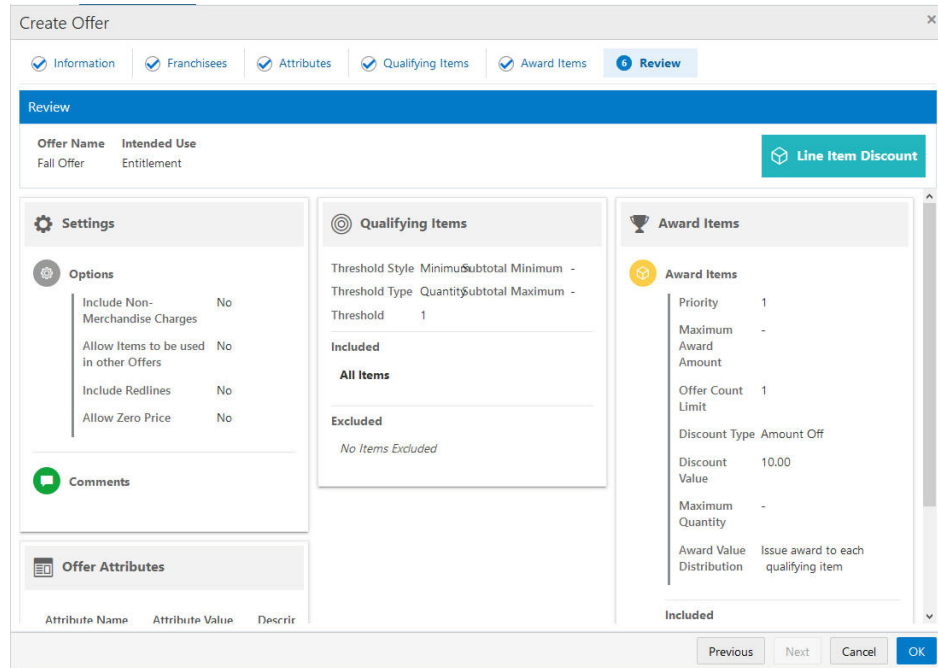 Create Offer
×
Information
Franchisees
Attributes
Qualifying Items
Award Items
6 Review
Review
Offer Name Intended Use
Fall Offer Entitlement
Line Item Discount
Settings
Options
Include Non- No
Merchandise Charges
Allow Items to be used No
in other Offers
Include Redlines No
Allow Zero Price No
Comments
Offer Attributes
Attribute Name Attribute Value Descrip
Qualifying Items
Threshold Style Minimum Subtotal Minimum -
Threshold Type Quantity Subtotal Maximum -
Threshold 1
Included
All Items
Excluded
No Items Excluded
Award Items
Award Items
Priority 1
Maximum -
Award
Amount
Offer Count 1
Limit
Discount Type Amount Off
Discount 10.00
Value
Maximum -
Quantity
Award Value Issue award to each
Distribution qualifying item
Included
Previous
Next
Cancel
OK